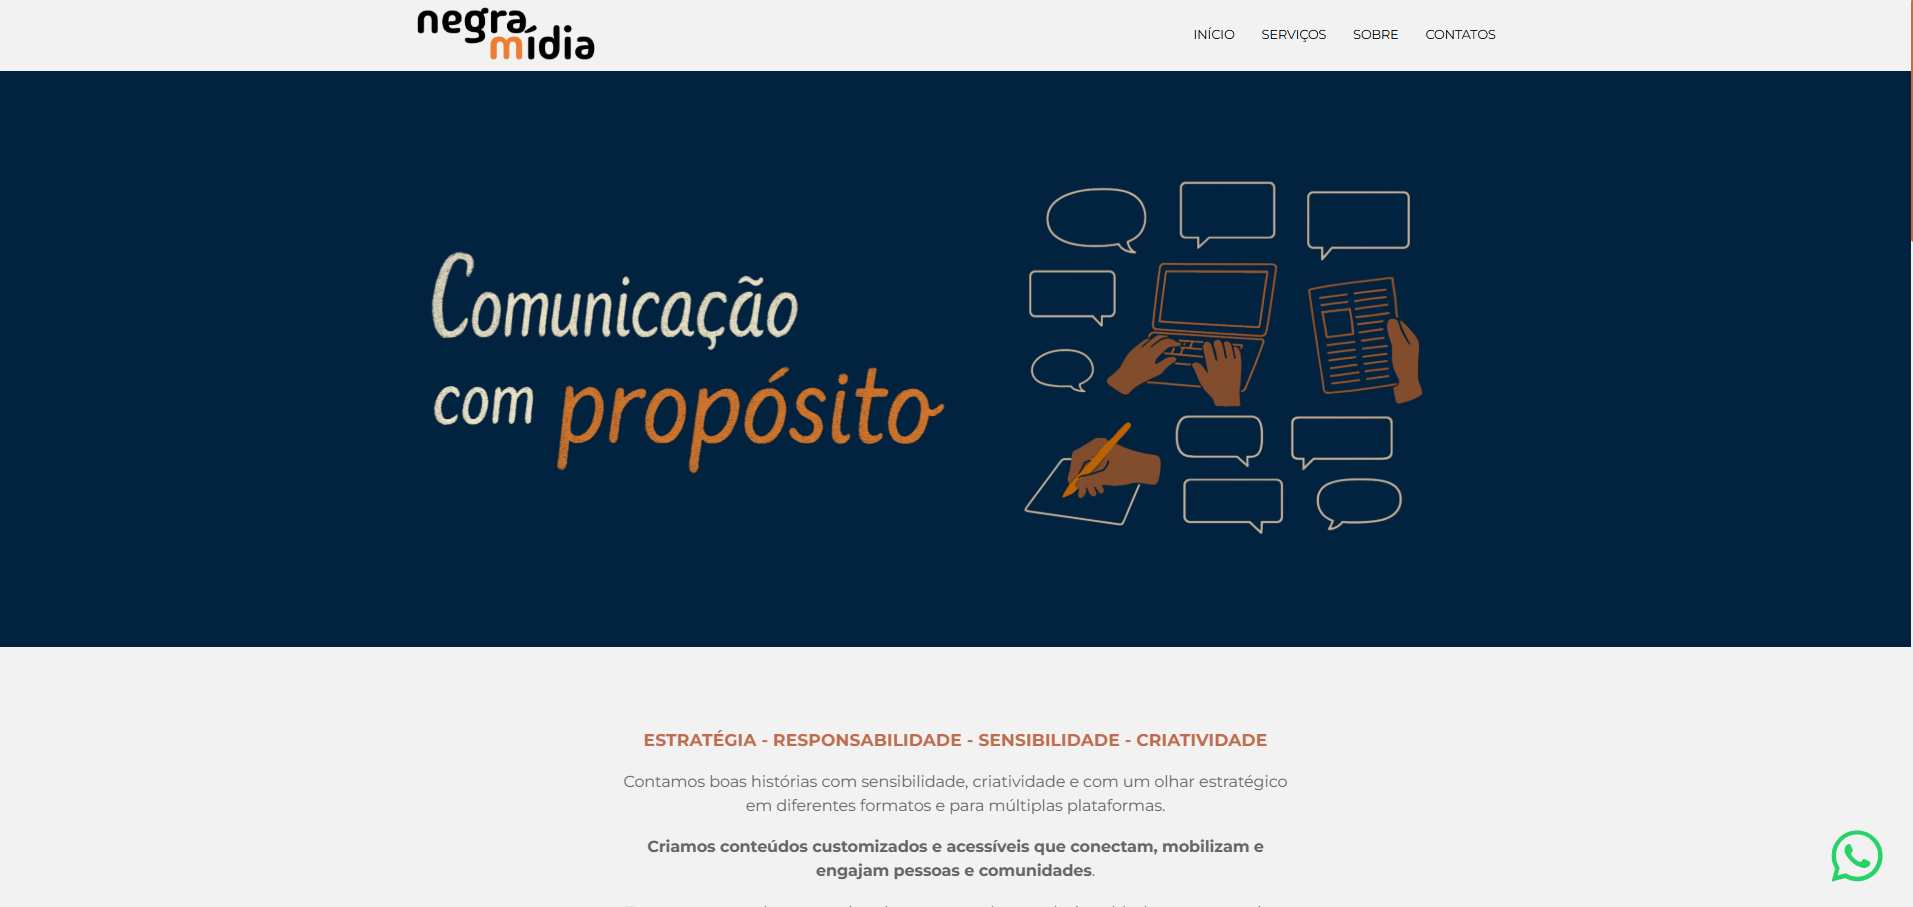 negra
mídia
INÍCIO SERVIÇOS SOBRE CONTATOS
Comunicação
com propósito
ESTRATÉGIA - RESPONSABILIDADE - SENSIBILIDADE - CRIATIVIDADE
Contamos boas histórias com sensibilidade, criatividade e com um olhar estratégico
em diferentes formatos e para múltiplas plataformas.
Criamos conteúdos customizados e acessíveis que conectam, mobilizam e
engajam pessoas e comunidades.